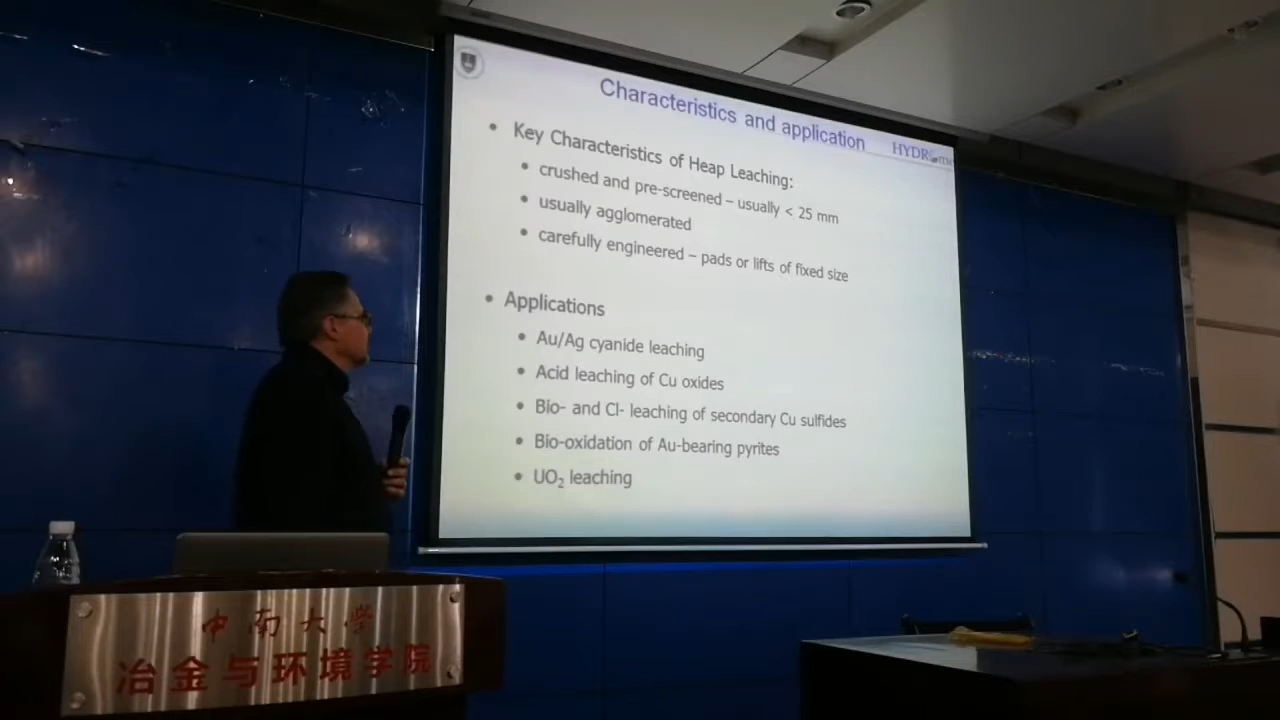 Characteristics and application
HYDR me
• Key Characteristics of Heap Leaching:
• crushed and pre-screened – usually < 25 mm
• usually agglomerated
• carefully engineered – pads or lifts of fixed size
• Applications
• Au/Ag cyanide leaching
• Acid leaching of Cu oxides
• Bio- and Cl- leaching of secondary Cu sulfides
• Bio-oxidation of Au-bearing pyrites
• UO₂ leaching
中南大学
冶金与环境学院